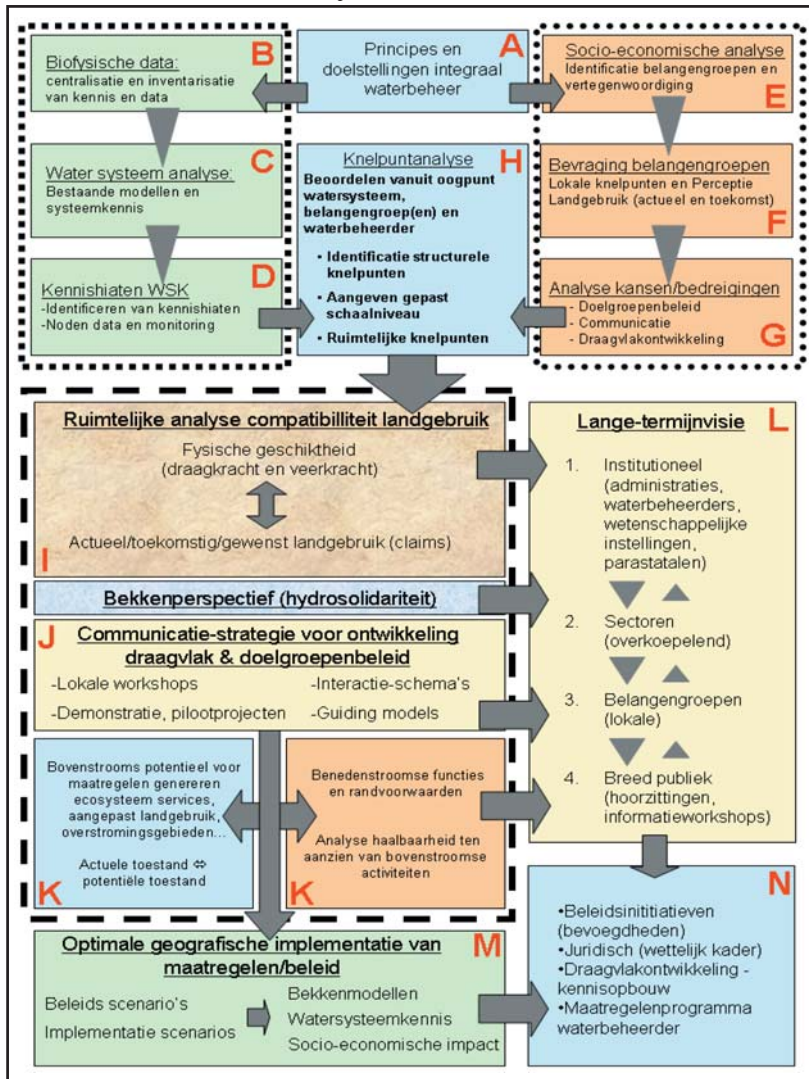 B
Biofysische data:
centralisatie en inventarisatie
van kennis en data
A
Principes en
doelstellingen integraal
waterbeheer
Socio-economische analyse
Identificatie belangengroepen en
vertegenwoordiging
E
C
Water systeem analyse:
Bestaande modellen en
systeemkennis
Knelpuntanalyse
H
Beoordelen vanuit oogpunt
watersysteem,
belangengroep(en) en
waterbeheerder
• Identificatie structurele
knelpunten
• Aangeven gepast
schaalniveau
• Ruimtelijke knelpunten
Bevraging belangengroepen
Lokale knelpunten en Perceptie
Landgebruik (actueel en toekomst)
F
D
Kennishiaten WSK
-Identificeren van kennishiaten
-Noden data en monitoring
Analyse kansen/bedreigingen
- Doelgroepenbeleid
- Communicatie
- Draagvlakontwikkeling
G
Ruimtelijke analyse compatibilliteit landgebruik
Fysische geschiktheid
(draagkracht en veerkracht)
Actueel/toekomstig/gewenst landgebruik (claims)
I
Bekkenperspectief (hydrosolidariteit)
J
Communicatie-strategie voor ontwikkeling
draagvlak & doelgroepenbeleid
-Lokale workshops
-Interactie-schema's
-Demonstratie, pilootprojecten
-Guiding models
Bovenstrooms potentieel voor
maatregelen genereren
ecosysteem services,
aangepast landgebruik,
overstromingsgebieden...
Actuele toestand ⇔
potentiële toestand
K
Benedenstroomse functies
en randvoorwaarden
Analyse haalbaarheid ten
aanzien van bovenstroomse
activiteiten
K
Lange-termijnvisie
L
1. Institutioneel
(administraties,
waterbeheerders,
wetenschappelijke
instellingen,
parastatalen)
2. Sectoren
(overkoepelend)
3. Belangengroepen
(lokale)
4. Breed publiek
(hoorzittingen,
informatieworkshops)
M
Optimale geografische implementatie van
maatregelen/beleid
Beleids scenario's
Implementatie scenarios
Bekkenmodellen
Watersysteemkennis
Socio-economische impact
N
•Beleidsinititiatieven
(bevoegdheden)
•Juridisch (wettelijk kader)
•Draagvlakontwikkeling -
kennisopbouw
•Maatregelenprogramma
waterbeheerder